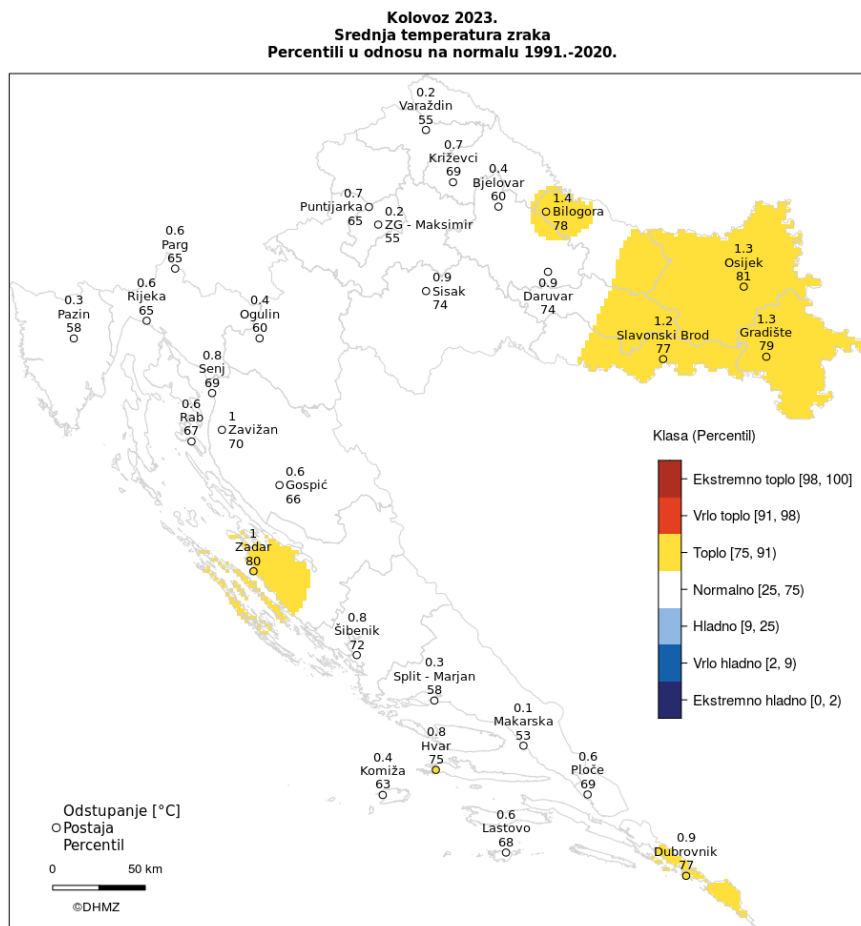 Kolovoz 2023.
Srednja temperatura zraka
Percentili u odnosu na normalu 1991.-2020.
0.2
Varaždin
55
0.7
Križevci
69
0.4
Bjelovar
60
1.4
Bilogora
78
0.7
Puntijarka
65
0.2
ZG - Maksimir
55
0.6
Parg
65
0.9
Sisak
74
0.9
Daruvar
74
1.3
Osijek
81
0.3
Pazin
58
0.6
Rijeka
65
0.4
Ogulin
60
1.2
Slavonski Brod
77
1.3
Gradište
79
0.8
Senj
69
0.6
Rab
67
1
Zavižan
70
0.6
Gospić
66
1
Zadar
80
0.8
Šibenik
72
0.3
Split - Marjan
58
0.1
Makarska
53
0.8
Hvar
75
0.4
Komiža
63
0.6
Ploče
69
0.6
Lastovo
68
0.9
Dubrovnik
77
Klasa (Percentil)
Ekstremno toplo [98, 100]
Vrlo toplo [91, 98)
Toplo [75, 91)
Normalno [25, 75)
Hladno [9, 25)
Vrlo hladno [2, 9)
Ekstremno hladno [0, 2)
Odstupanje [°C]
Postaja
Percentil
0 50 km
©DHMZ